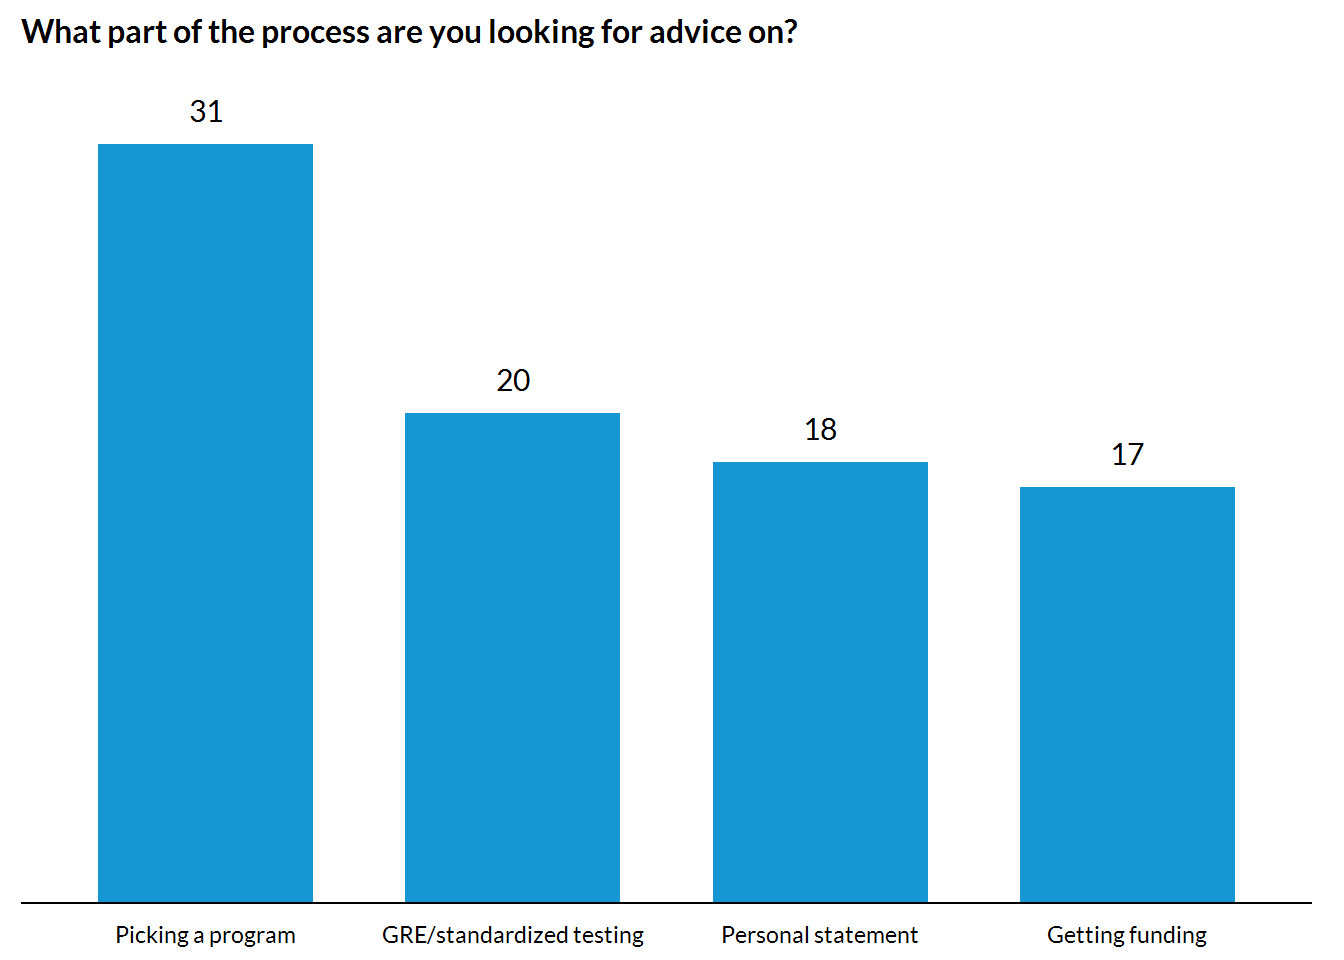 What part of the process are you looking for advice on?
31
20
18
17
Picking a program
GRE/standardized testing
Personal statement
Getting funding